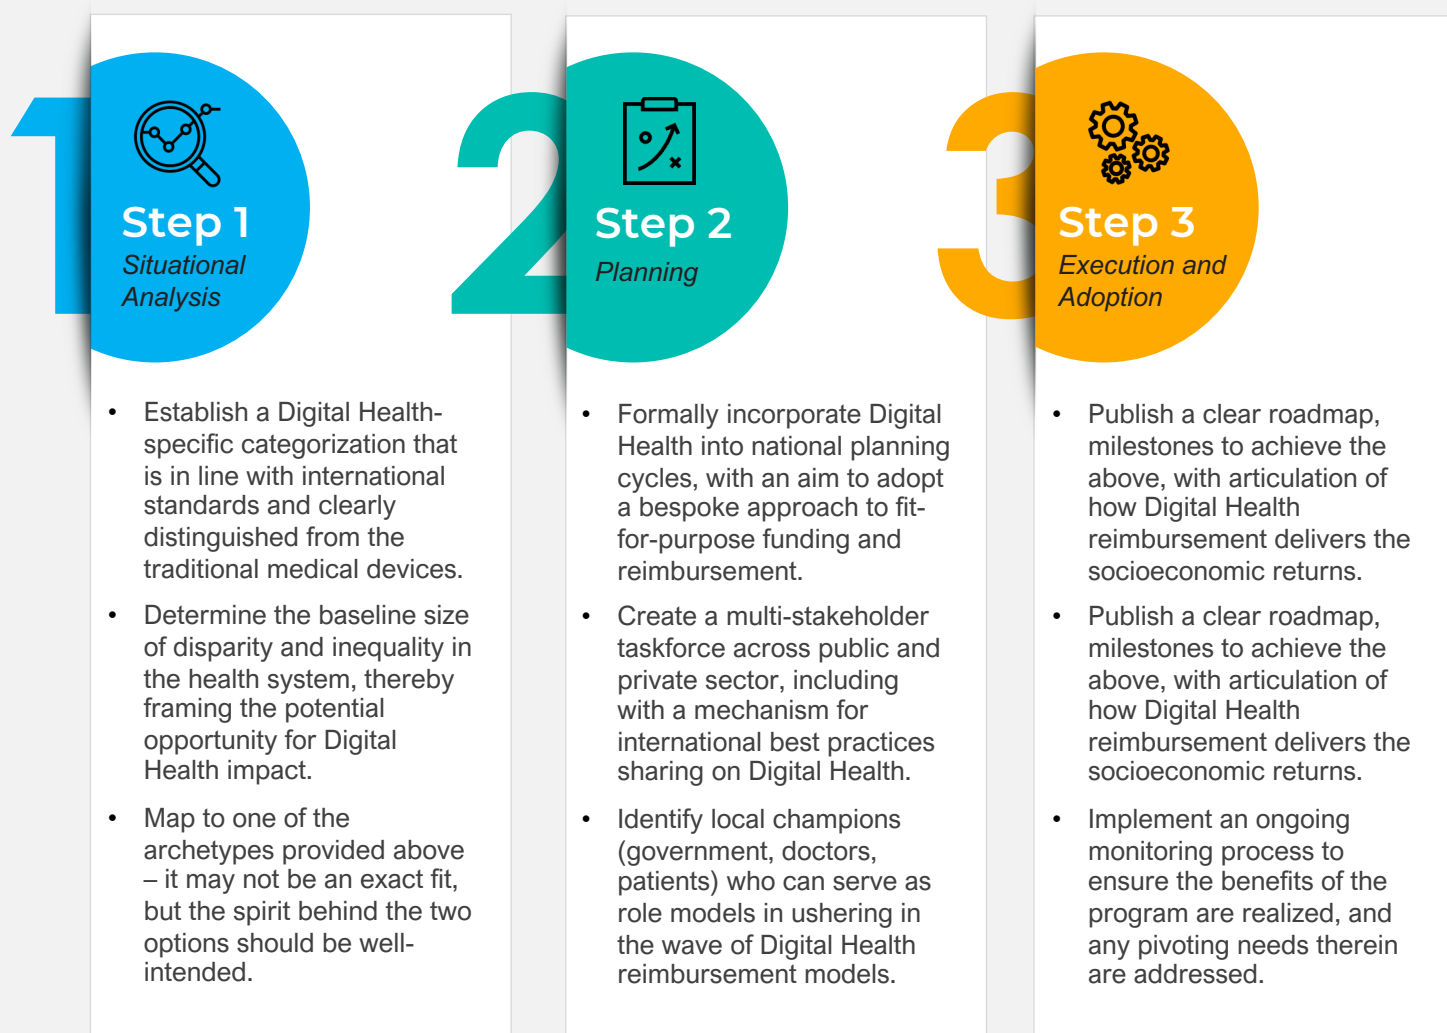 1
Step 1
Situational
Analysis
• Establish a Digital Health-
specific categorization that
is in line with international
standards and clearly
distinguished from the
traditional medical devices.
• Determine the baseline size
of disparity and inequality in
the health system, thereby
framing the potential
opportunity for Digital
Health impact.
• Map to one of the
archetypes provided above
– it may not be an exact fit,
but the spirit behind the two
options should be well-
intended.
2
Step 2
Planning
• Formally incorporate Digital
Health into national planning
cycles, with an aim to adopt
a bespoke approach to fit-
for-purpose funding and
reimbursement.
• Create a multi-stakeholder
taskforce across public and
private sector, including
with a mechanism for
international best practices
sharing on Digital Health.
• Identify local champions
(government, doctors,
patients) who can serve as
role models in ushering in
the wave of Digital Health
reimbursement models.
3
Step 3
Execution and
Adoption
• Publish a clear roadmap,
milestones to achieve the
above, with articulation of
how Digital Health
reimbursement delivers the
socioeconomic returns.
• Publish a clear roadmap,
milestones to achieve the
above, with articulation of
how Digital Health
reimbursement delivers the
socioeconomic returns.
• Implement an ongoing
monitoring process to
ensure the benefits of the
program are realized, and
any pivoting needs therein
are addressed.